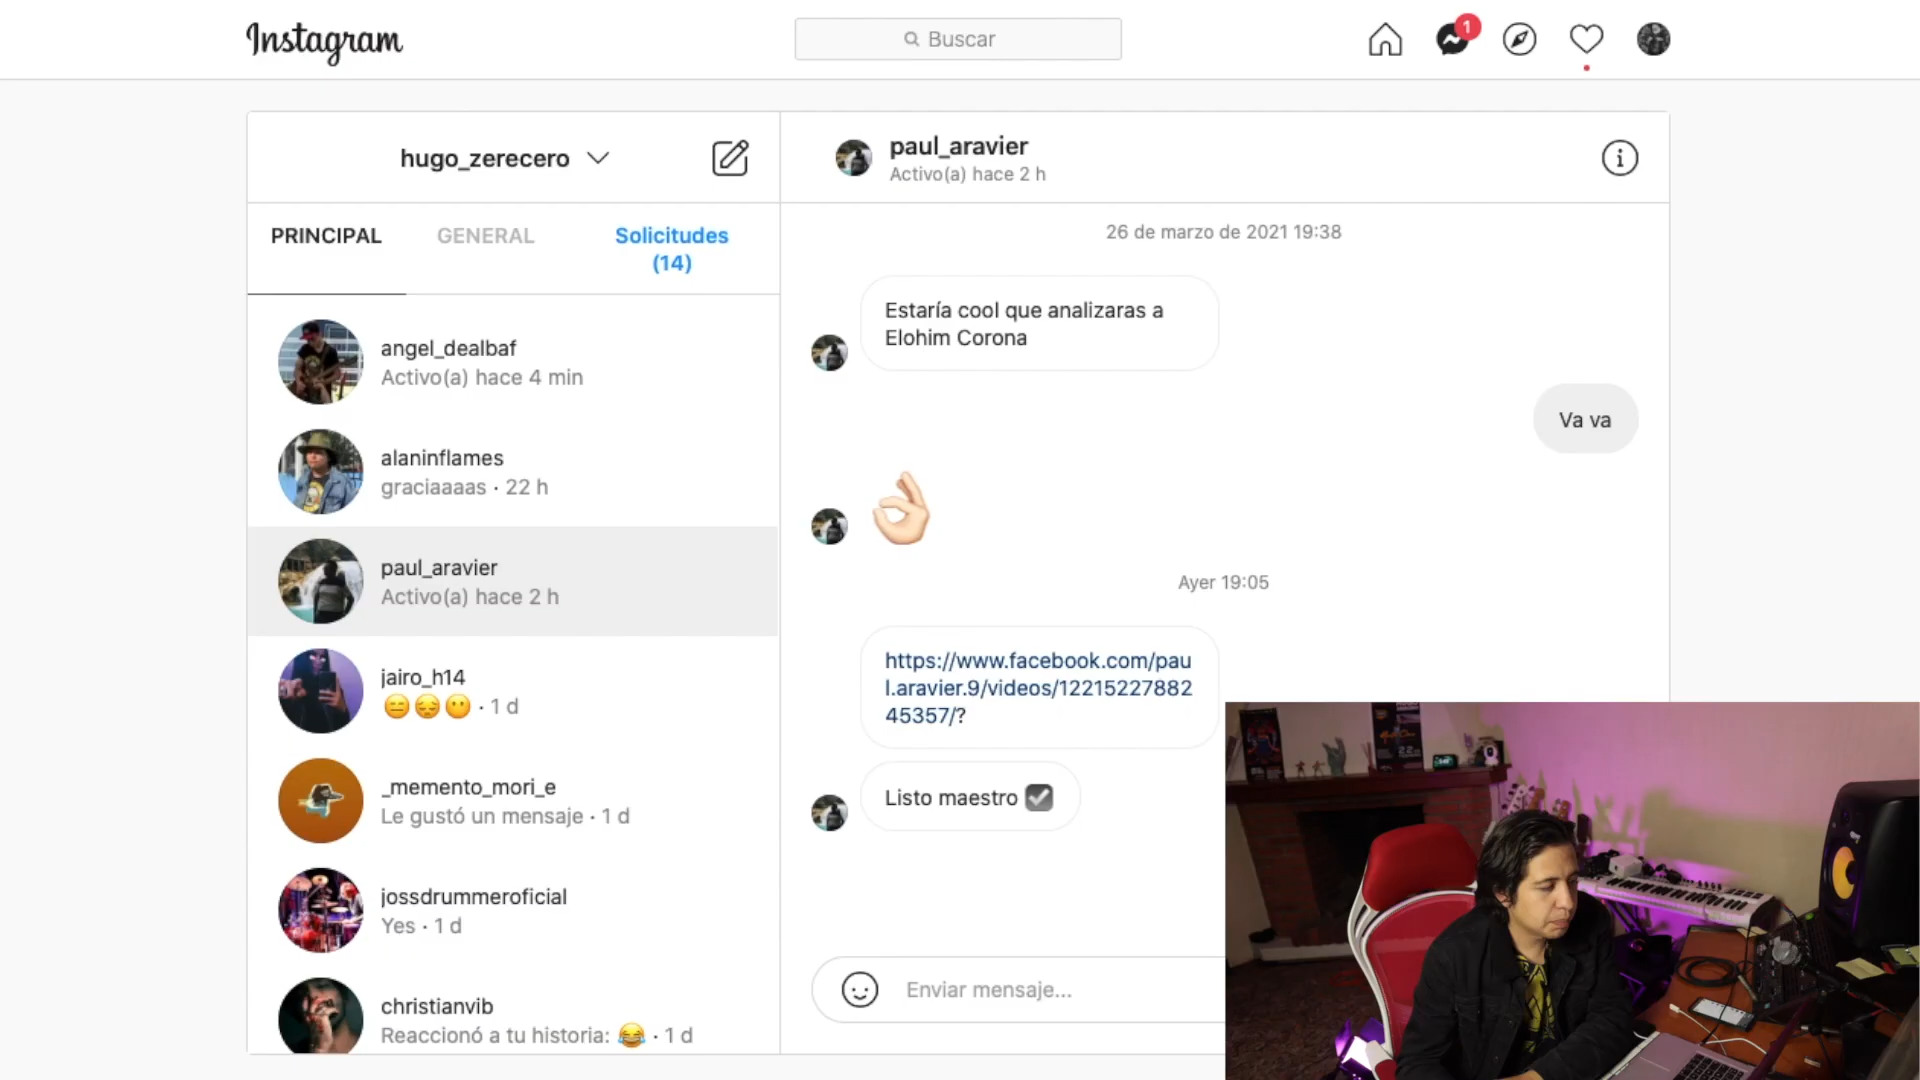 Instagram
Buscar
1
hugo_zerecero
PRINCIPAL
GENERAL
Solicitudes
(14)
angel_dealbaf
Activo(a) hace 4 min
alaninflames
graciaaaas · 22 h
paul_aravier
Activo(a) hace 2 h
jairo_h14
😑😔😶 · 1 d
_memento_mori_e
Le gustó un mensaje · 1 d
jossdrummeroficial
Yes · 1 d
christianvib
Reaccionó a tu historia: 😂 · 1 d
paul_aravier
Activo(a) hace 2 h
26 de marzo de 2021 19:38
Estaría cool que analizaras a
Elohim Corona
Va va
👌🏻
Ayer 19:05
https://www.facebook.com/pau
l.aravier.9/videos/12215227882
45357/?
Listo maestro ☑️
Enviar mensaje...
22